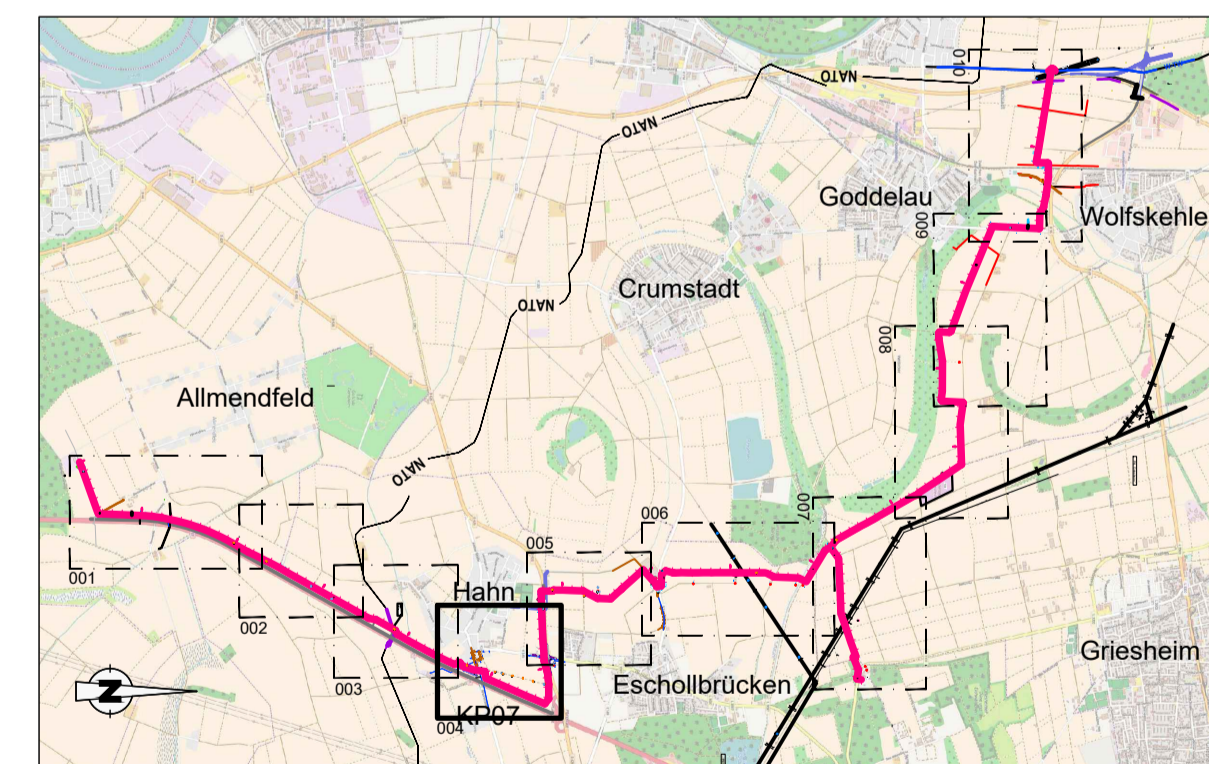 NATO
010
Goddelau
Wolfskehle
009
NATO
Crumstadt
NATO
008
Allmendfeld
NATO
001
007
006
005
002
Hahn
003
Griesheim
Eschollbrücken
N
KP07
004